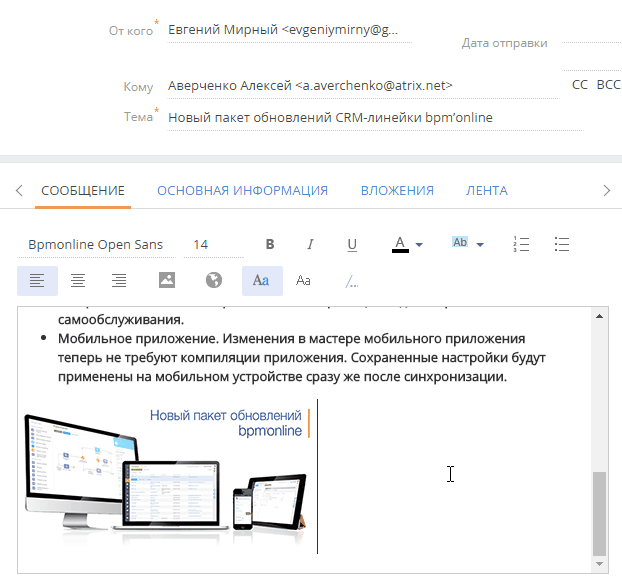 От кого*
Евгений Мирный <evgeniymirny@g...
Дата отправки
Кому
Аверченко Алексей <a.averchenko@atrix.net>
CC BCC
Тема*
Новый пакет обновлений CRM-линейки bpm'online
СООБЩЕНИЕ ОСНОВНАЯ ИНФОРМАЦИЯ ВЛОЖЕНИЯ ЛЕНТА
Bpmonline Open Sans 14 B I U A Ab
Aa Aa
самообслуживания.
• Мобильное приложение. Изменения в мастере мобильного приложения
теперь не требуют компиляции приложения. Сохраненные настройки будут
применены на мобильном устройстве сразу же после синхронизации.
Новый пакет обновлений
bpm'online